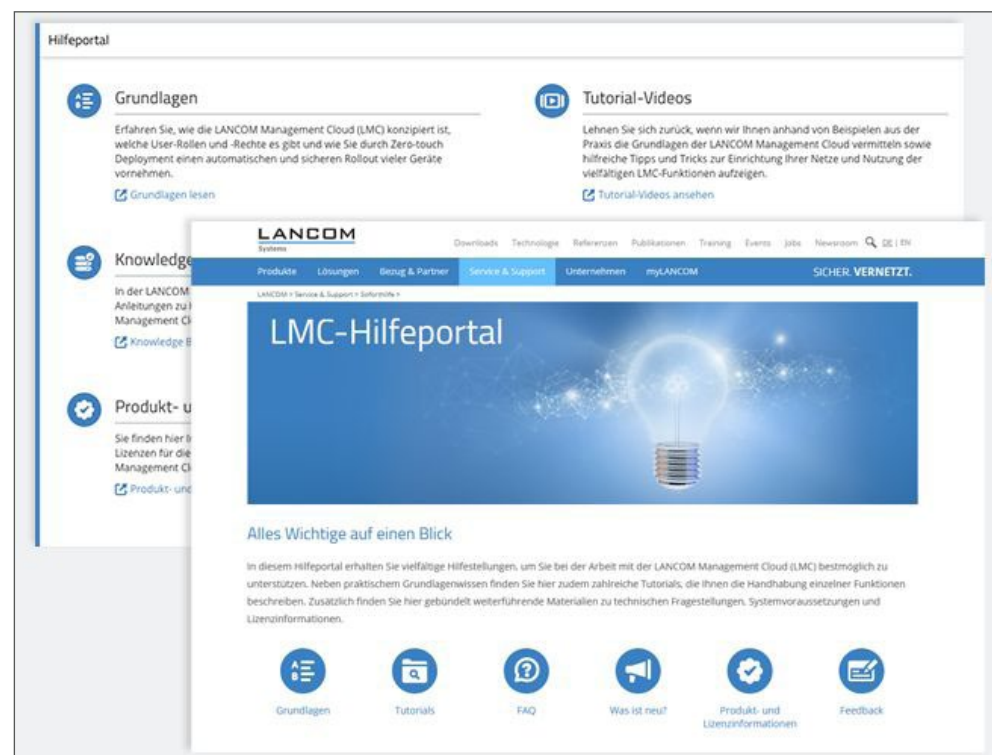 Hilfeportal
Grundlagen
Erfahren Sie, wie die LANCOM Management Cloud (LMC) konzipiert ist,
welche User-Rollen und -Rechte es gibt und wie Sie durch Zero-touch
Deployment einen automatischen und sicheren Rollout vieler Geräte
vornehmen.
Grundlagen lesen
Tutorial-Videos
Lehnen Sie sich zurück, wenn wir Ihnen anhand von Beispielen aus der
Praxis die Grundlagen der LANCOM Management Cloud vermitteln sowie
hilfreiche Tipps und Tricks zur Einrichtung Ihrer Netze und Nutzung der
vielfältigen LMC-Funktionen aufzeigen.
Tutorial-Videos ansehen
Knowledge
In der LANCOM
Anleitungen zu
Management
Knowledge
Produkt-
Sie finden hier
Lizenzen für die
Management
Produkt- und
LANCOM
Systems
Downloads Technologie Referenzen Publikationen Training Events Jobs Newsroom DE | EN
Produkte Lösungen Bezug & Partner Service & Support Unternehmen myLANCOM SICHER. VERNETZT.
LANCOM > Service & Support > Soforthilfe >
LMC-Hilfeportal
Alles Wichtige auf einen Blick
In diesem Hilfeportal erhalten Sie vielfältige Hilfestellungen, um Sie bei der Arbeit mit der LANCOM Management Cloud (LMC) bestmöglich zu
unterstützen. Neben praktischem Grundlagenwissen finden Sie hier zudem zahlreiche Tutorials, die Ihnen die Handhabung einzelner Funktionen
beschreiben. Zusätzlich finden Sie hier gebündelt weiterführende Materialien zu technischen Fragestellungen, Systemvoraussetzungen und
Lizenzinformationen.
Grundlagen
Tutorials
FAQ
Was ist neu?
Produkt- und
Lizenzinformationen
Feedback